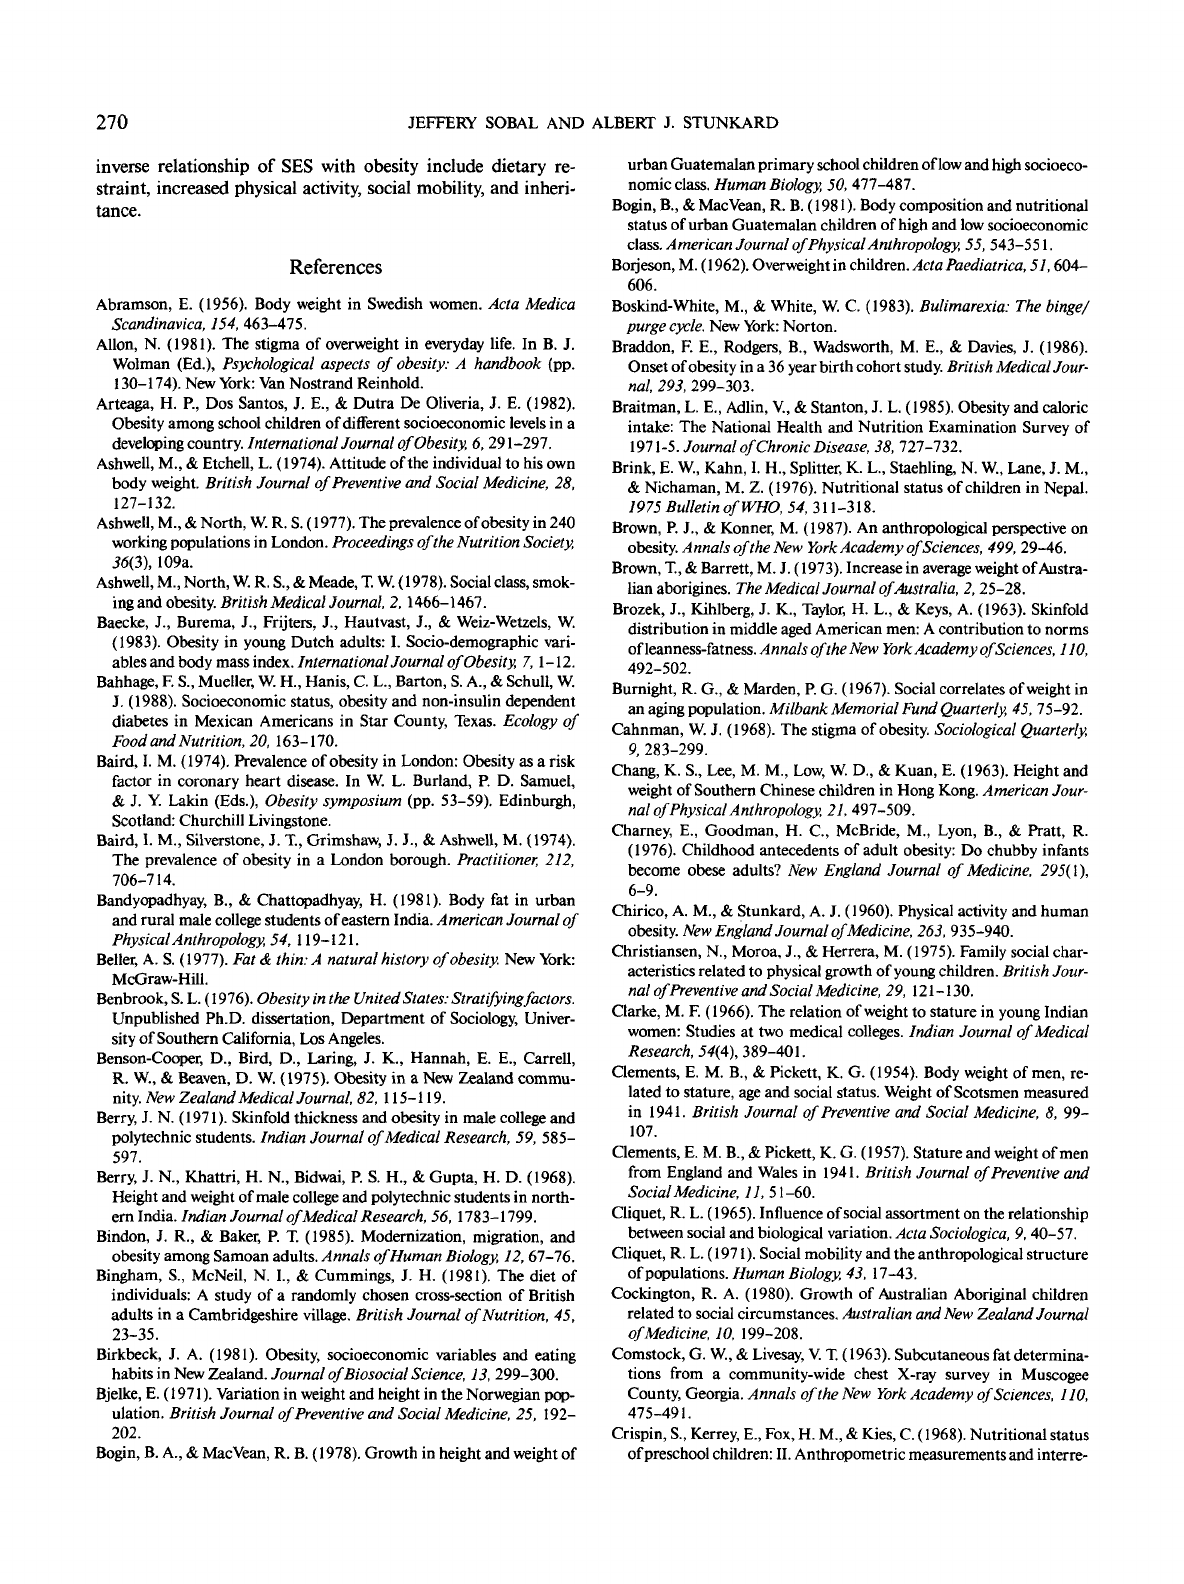 270
JEFFERY SOBAL AND ALBERT J. STUNKARD
inverse relationship of SES with obesity include dietary re-
straint, increased physical activity, social mobility, and inheri-
tance.
References
Abramson, E. (1956). Body weight in Swedish women. Acta Medica
Scandinavica, 154, 463–475.
Allon, N. (1981). The stigma of overweight in everyday life. In B. J.
Wolman (Ed.), Psychological aspects of obesity: A handbook (pp.
130–174). New York: Van Nostrand Reinhold.
Arteaga, H. P., Dos Santos, J. E., & Dutra De Oliveria, J. E. (1982).
Obesity among school children of different socioeconomic levels in a
developing country. International Journal of Obesity, 6, 291–297.
Ashwell, M., & Etchell, L. (1974). Attitude of the individual to his own
body weight. British Journal of Preventive and Social Medicine, 28,
127–132.
Ashwell, M., & North, W. R. S. (1977). The prevalence of obesity in 240
working populations in London. Proceedings of the Nutrition Society,
36(3), 109a.
Ashwell, M., North, W. R. S., & Meade, T. W. (1978). Social class, smok-
ing and obesity. British Medical Journal, 2, 1466–1467.
Baecke, J., Burema, J., Frijters, J., Hautvast, J., & Weiz-Wetzels, W.
(1983). Obesity in young Dutch adults: I. Socio-demographic vari-
ables and body mass index. International Journal of Obesity, 7, 1–12.
Bahhage, F. S., Mueller, W. H., Hanis, C. L., Barton, S. A., & Schull, W.
J. (1988). Socioeconomic status, obesity and non-insulin dependent
diabetes in Mexican Americans in Star County, Texas. Ecology of
Food and Nutrition, 20, 163–170.
Baird, I. M. (1974). Prevalence of obesity in London: Obesity as a risk
factor in coronary heart disease. In W. L. Burland, P. D. Samuel,
& J. Y. Lakin (Eds.), Obesity symposium (pp. 53–59). Edinburgh,
Scotland: Churchill Livingstone.
Baird, I. M., Silverstone, J. T., Grimshaw, J. J., & Ashwell, M. (1974).
The prevalence of obesity in a London borough. Practitioner, 212,
706–714.
Bandyopadhyay, B., & Chattopadhyay, H. (1981). Body fat in urban
and rural male college students of eastern India. American Journal of
Physical Anthropology, 54, 119–121.
Beller, A. S. (1977). Fat & thin: A natural history of obesity. New York:
McGraw-Hill.
Benbrook, S. L. (1976). Obesity in the United States: Stratifying factors.
Unpublished Ph.D. dissertation, Department of Sociology, Univer-
sity of Southern California, Los Angeles.
Benson-Cooper, D., Bird, D., Laring, J. K., Hannah, E. E., Carrell,
R. W., & Beaven, D. W. (1975). Obesity in a New Zealand commu-
nity. New Zealand Medical Journal, 82, 115–119.
Berry, J. N. (1971). Skinfold thickness and obesity in male college and
polytechnic students. Indian Journal of Medical Research, 59, 585–
597.
Berry, J. N., Khattri, H. N., Bidwai, P. S. H., & Gupta, H. D. (1968).
Height and weight of male college and polytechnic students in north-
ern India. Indian Journal of Medical Research, 56, 1783–1799.
Bindon, J. R., & Baker, P. T. (1985). Modernization, migration, and
obesity among Samoan adults. Annals of Human Biology, 12, 67–76.
Bingham, S., McNeil, N. I., & Cummings, J. H. (1981). The diet of
individuals: A study of a randomly chosen cross-section of British
adults in a Cambridgeshire village. British Journal of Nutrition, 45,
23–35.
Birkbeck, J. A. (1981). Obesity, socioeconomic variables and eating
habits in New Zealand. Journal of Biosocial Science, 13, 299–300.
Bjelke, E. (1971). Variation in weight and height in the Norwegian pop-
ulation. British Journal of Preventive and Social Medicine, 25, 192–
202.
Bogin, B. A., & MacVean, R. B. (1978). Growth in height and weight of
urban Guatemalan primary school children of low and high socioeco-
nomic class. Human Biology, 50, 477–487.
Bogin, B., & MacVean, R. B. (1981). Body composition and nutritional
status of urban Guatemalan children of high and low socioeconomic
class. American Journal of Physical Anthropology, 55, 543–551.
Borjeson, M. (1962). Overweight in children. Acta Paediatrica, 51, 604–
606.
Boskind-White, M., & White, W. C. (1983). Bulimarexia: The binge/
purge cycle. New York: Norton.
Braddon, F. E., Rodgers, B., Wadsworth, M. E., & Davies, J. (1986).
Onset of obesity in a 36 year birth cohort study. British Medical Jour-
nal, 293, 299–303.
Braitman, L. E., Adlin, V., & Stanton, J. L. (1985). Obesity and caloric
intake: The National Health and Nutrition Examination Survey of
1971-5. Journal of Chronic Disease, 38, 727–732.
Brink, E. W., Kahn, I. H., Splitter, K. L., Staehling, N. W., Lane, J. M.,
& Nichaman, M. Z. (1976). Nutritional status of children in Nepal.
1975 Bulletin of WHO, 54, 311–318.
Brown, P. J., & Konner, M. (1987). An anthropological perspective on
obesity. Annals of the New York Academy of Sciences, 499, 29–46.
Brown, T., & Barrett, M. J. (1973). Increase in average weight of Austra-
lian aborigines. The Medical Journal of Australia, 2, 25–28.
Brozek, J., Kihlberg, J. K., Taylor, H. L., & Keys, A. (1963). Skinfold
distribution in middle aged American men: A contribution to norms
of leanness-fatness. Annals of the New York Academy of Sciences, 110,
492–502.
Burnight, R. G., & Marden, P. G. (1967). Social correlates of weight in
an aging population. Milbank Memorial Fund Quarterly, 45, 75–92.
Cahnman, W. J. (1968). The stigma of obesity. Sociological Quarterly,
9, 283–299.
Chang, K. S., Lee, M. M., Low, W. D., & Kuan, E. (1963). Height and
weight of Southern Chinese children in Hong Kong. American Jour-
nal of Physical Anthropology, 21, 497–509.
Charney, E., Goodman, H. C., McBride, M., Lyon, B., & Pratt, R.
(1976). Childhood antecedents of adult obesity: Do chubby infants
become obese adults? New England Journal of Medicine, 295(1),
6–9.
Chirico, A. M., & Stunkard, A. J. (1960). Physical activity and human
obesity. New England Journal of Medicine, 263, 935–940.
Christiansen, N., Moroa, J., & Herrera, M. (1975). Family social char-
acteristics related to physical growth of young children. British Jour-
nal of Preventive and Social Medicine, 29, 121–130.
Clarke, M. F. (1966). The relation of weight to stature in young Indian
women: Studies at two medical colleges. Indian Journal of Medical
Research, 54(4), 389–401.
Clements, E. M. B., & Pickett, K. G. (1954). Body weight of men, re-
lated to stature, age and social status. Weight of Scotsmen measured
in 1941. British Journal of Preventive and Social Medicine, 8, 99–
107.
Clements, E. M. B., & Pickett, K. G. (1957). Stature and weight of men
from England and Wales in 1941. British Journal of Preventive and
Social Medicine, 11, 51–60.
Cliquet, R. L. (1965). Influence of social assortment on the relationship
between social and biological variation. Acta Sociologica, 9, 40–57.
Cliquet, R. L. (1971). Social mobility and the anthropological structure
of populations. Human Biology, 43, 17–43.
Cockington, R. A. (1980). Growth of Australian Aboriginal children
related to social circumstances. Australian and New Zealand Journal
of Medicine, 10, 199–208.
Comstock, G. W., & Livesay, V. T. (1963). Subcutaneous fat determina-
tions from a community-wide chest X-ray survey in Muscogee
County, Georgia. Annals of the New York Academy of Sciences, 110,
475–491.
Crispin, S., Kerrey, E., Fox, H. M., & Kies, C. (1968). Nutritional status
of preschool children: II. Anthropometric measurements and interre-